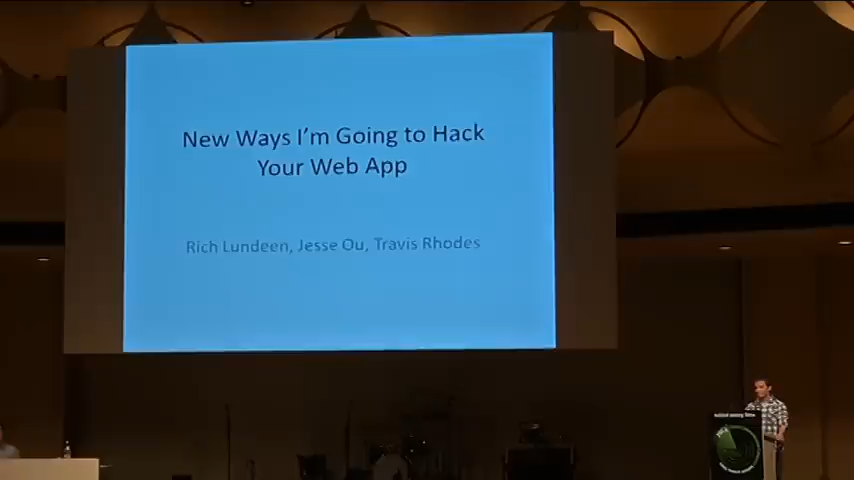 New Ways I'm Going to Hack
Your Web App
Rich Lundeen, Jesse Ou, Travis Rhodes